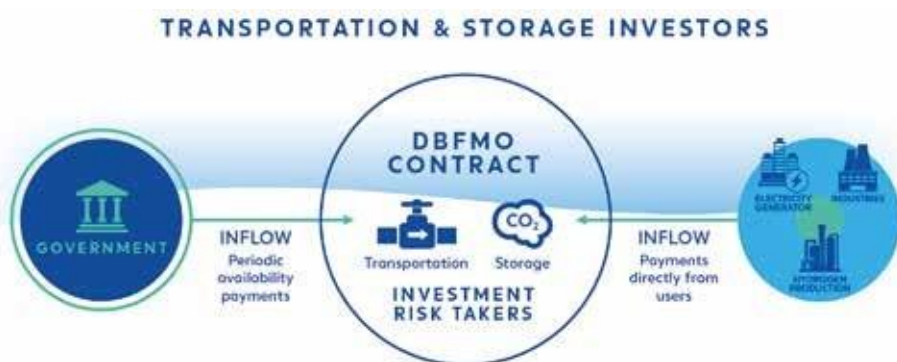 TRANSPORTATION & STORAGE INVESTORS
DBFMO
CONTRACT
GOVERNMENT
INFLOW
Periodic
availability
payments
CO₂
Transportation
Storage
INVESTMENT
RISK TAKERS
INFLOW
Payments
directly from
users
ELECTRICITY
GENERATOR
INDUSTRIES
HYDROGEN
PRODUCTION